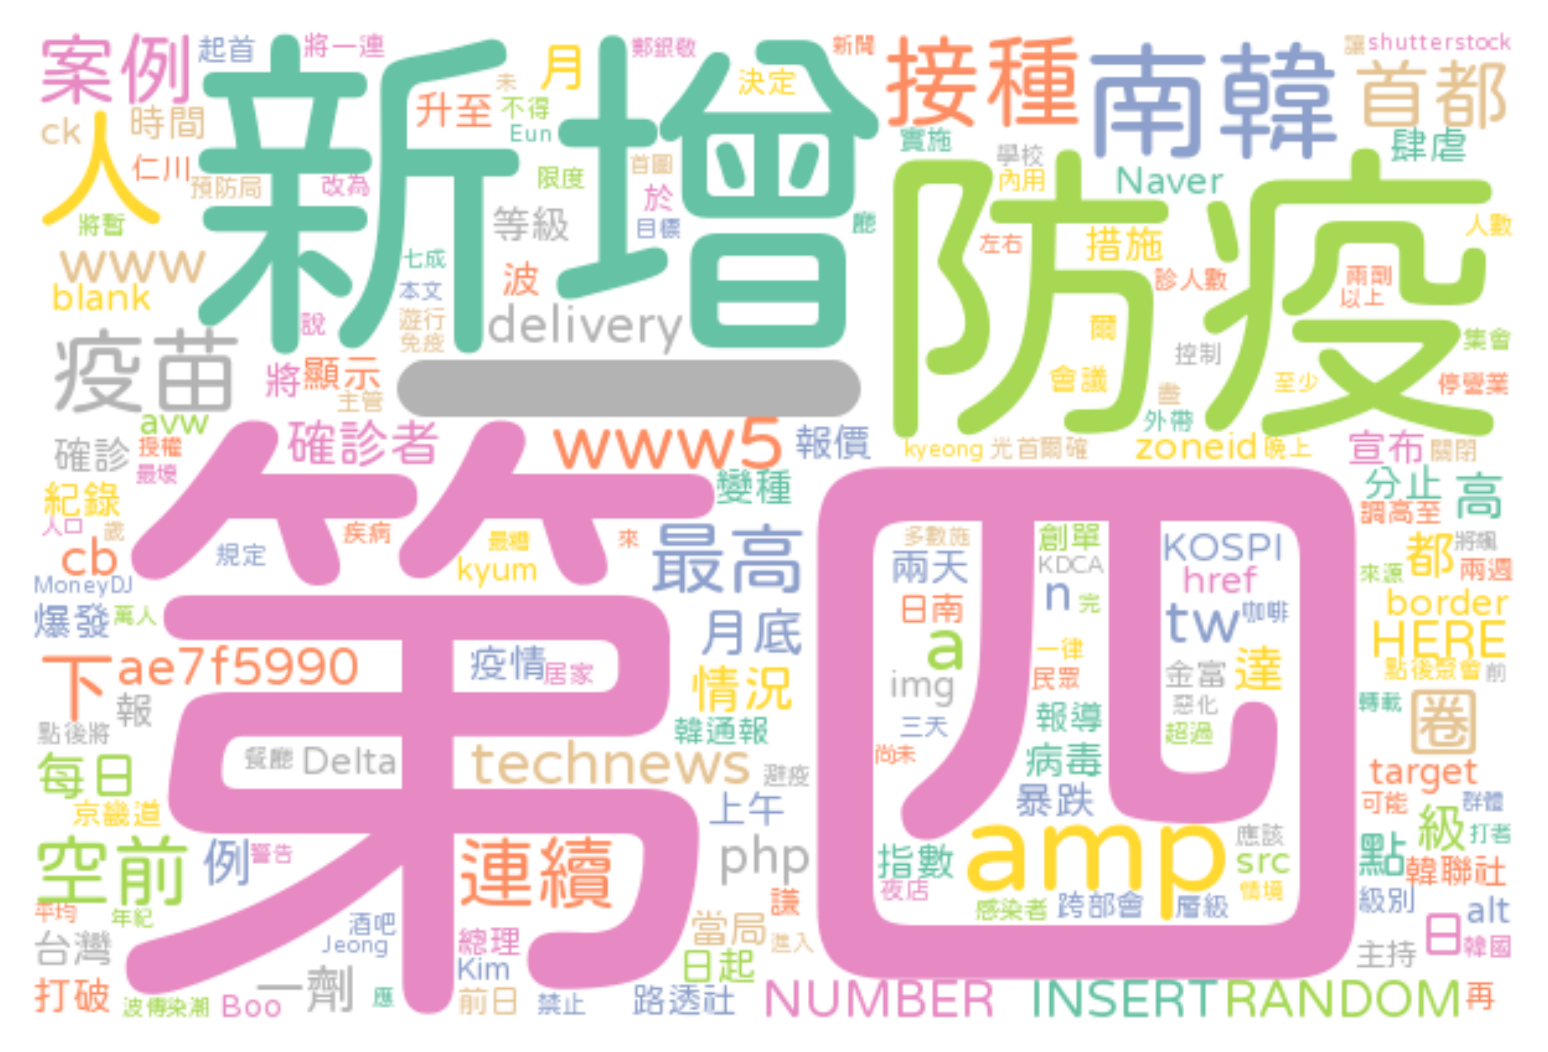 案例
起首
將一連
鄭銀敬
新聞
讓
shutterstock
新增
未
月
決定
接種
南韓
首都
ck
人
時間
升至
不得
Eun
仁川
預防局
改為
限度
首圖
於
目標
實施
學校
內用
Naver
肆虐
將暫
等級
廳
防疫
左右
措施
人數
www
blank
七成
本文
波
診人數
兩劑
以上
說
遊行
免疫
delivery
爾
控制
集會
疫苗
將
顯示
主管
一
會議
盡
至少
停營業
avw
外帶
確診
授權
最壞
確診者
www5
報價
kyeong
光首爾確
zoneid
晚上
宣布
關閉
紀錄
人口
歲
變種
分止
高
調高至
第四
cb
規定
疾病
最糟
kyum
來
最高
多數施
兩天
創單
KDCA
KOSPI
都
將飆
來源
兩週
MoneyDJ
爆發
萬人
月底
日南
n
完
href
tw
咖啡
border
HERE
下
ae7f5990
疫情
居家
情況
a
img
一律
民眾
金富
達
惡化
點後聚會
前
報
點後將
韓通報
三天
報導
超過
轉載
圈
每日
餐廳
Delta
technews
避疫
尚未
病毒
target
京畿道
上午
暴跌
可能
群體
空前
例
警告
連續
php
指數
夜店
amp
應該
src
情境
點
級
打者
韓聯社
平均
年紀
謙
感染者
跨部會
層級
級別
alt
台灣
酒吧
Jeong
總理
Kim
當局
進入
日起
主持
日
韓國
打破
波傳染潮
Boo
一劑
應
前日
禁止
路透社
NUMBER
INSERT
RANDOM
再